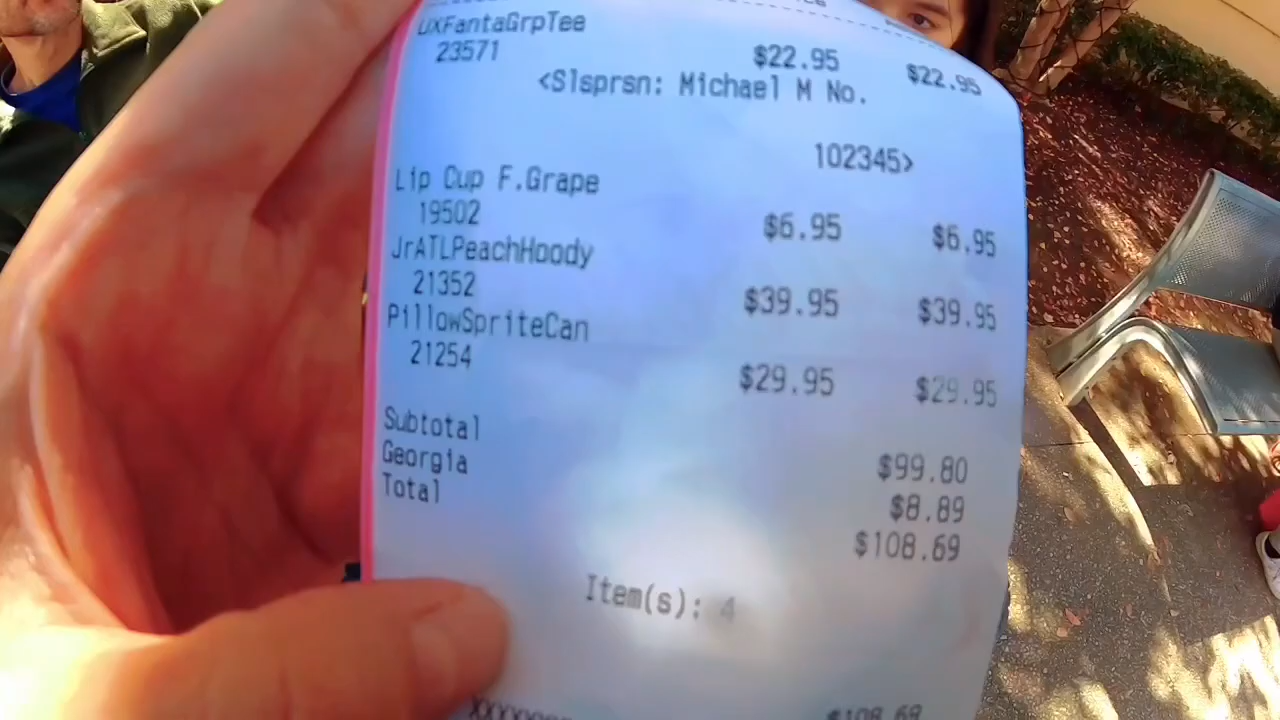 UXFantaGrpTee
23571 $22.95 $22.95
<Slsprsn: Michael M No.
102345>
Lip Cup F.Grape
19502 $6.95 $6.95
JrATLPeachHoody
21352 $39.95 $39.95
PillowSpriteCan
21254 $29.95 $29.95
Subtotal $99.80
Georgia $8.89
Total $108.69
Item(s): 4
$108.69